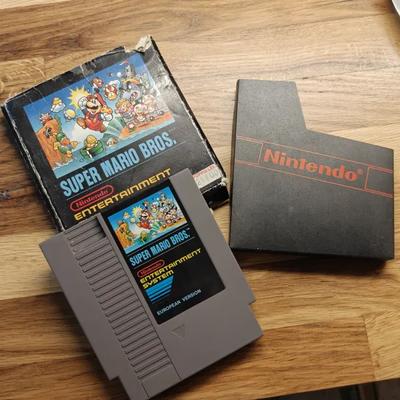 SUPER MARIO BROS.
Nintendo®
ENTERTAINMENT
Nintendo®
SUPER MARIO BROS.
Nintendo
ENTERTAINMENT
SYSTEM
EUROPEAN VERSION